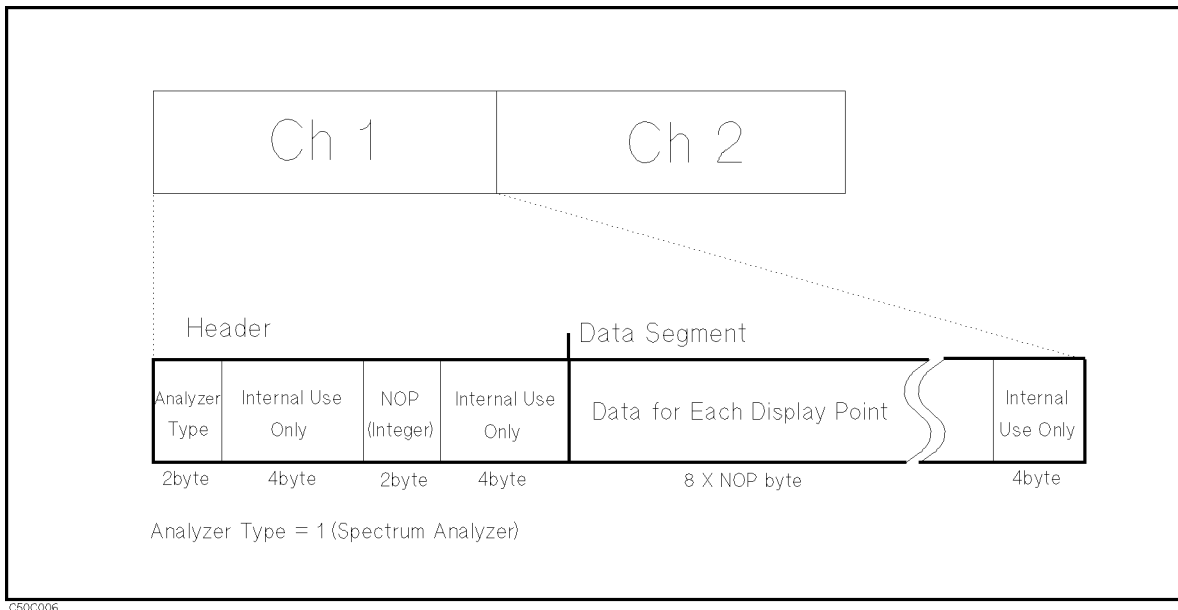 Ch 1
Ch 2
Header
Data Segment
Analyzer
Type
Internal Use
Only
NOP
(Integer)
Internal Use
Only
Data for Each Display Point
Internal
Use Only
2byte
4byte
2byte
4byte
8 X NOP byte
4byte
Analyzer Type = 1 (Spectrum Analyzer)
C50C006